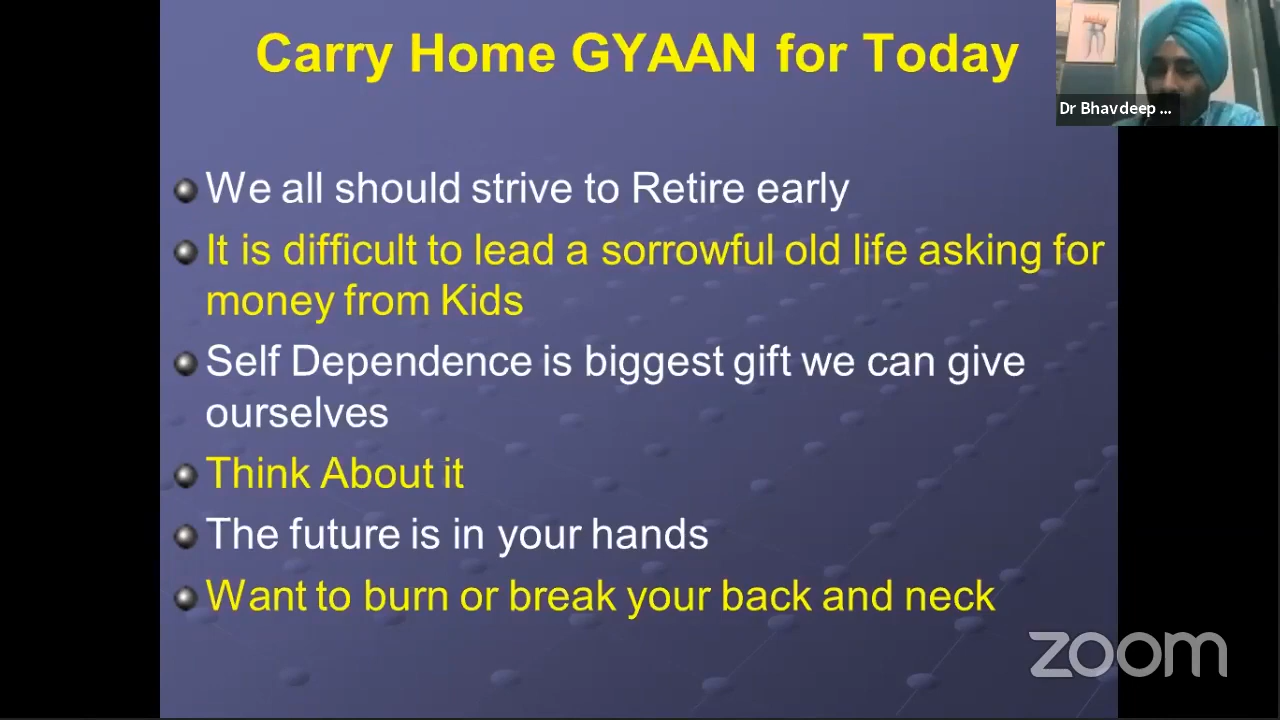 Carry Home GYAAN for Today
Dr Bhavdeep ...
We all should strive to Retire early
It is difficult to lead a sorrowful old life asking for
money from Kids
Self Dependence is biggest gift we can give
ourselves
Think About it
The future is in your hands
Want to burn or break your back and neck
zoom